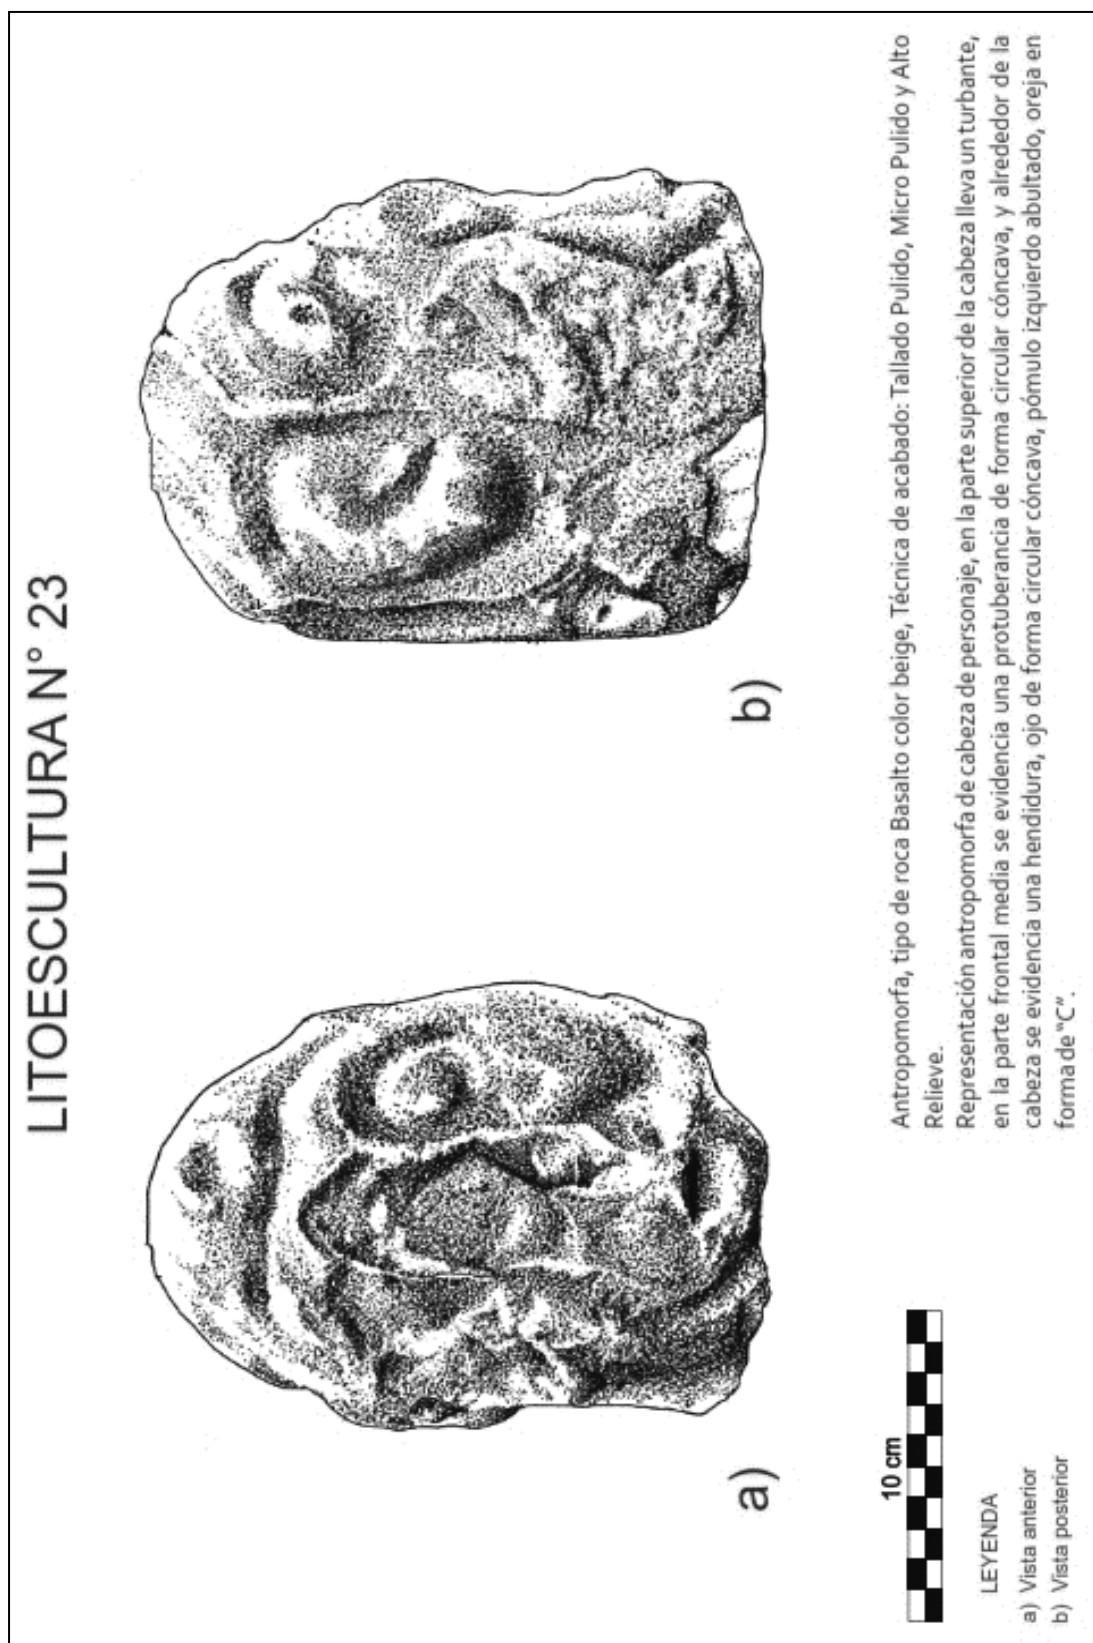 LITOESCULTURA N° 23
a)
b)
10 cm
LEYENDA
a) Vista anterior
b) Vista posterior
Antropomorfa, tipo de roca Basalto color beige, Técnica de acabado: Tallado Pulido, Micro Pulido y Alto
Relieve.
Representación antropomorfa de cabeza de personaje, en la parte superior de la cabeza lleva un turbante,
en la parte frontal media se evidencia una protuberancia de forma circular cóncava, y alrededor de la
cabeza se evidencia una hendidura, ojo de forma circular cóncava, pómulo izquierdo abultado, oreja en
forma de "C".